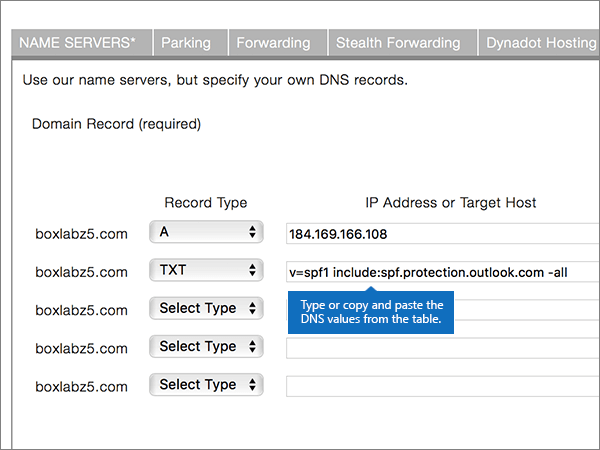 NAME SERVERS* Parking Forwarding Stealth Forwarding Dynadot Hosting
Use our name servers, but specify your own DNS records.
Domain Record (required)
Record Type IP Address or Target Host
boxlabz5.com A 184.169.166.108
boxlabz5.com TXT v=spf1 include:spf.protection.outlook.com -all
boxlabz5.com Select Type
Type or copy and paste the
DNS values from the table.
boxlabz5.com Select Type
boxlabz5.com Select Type